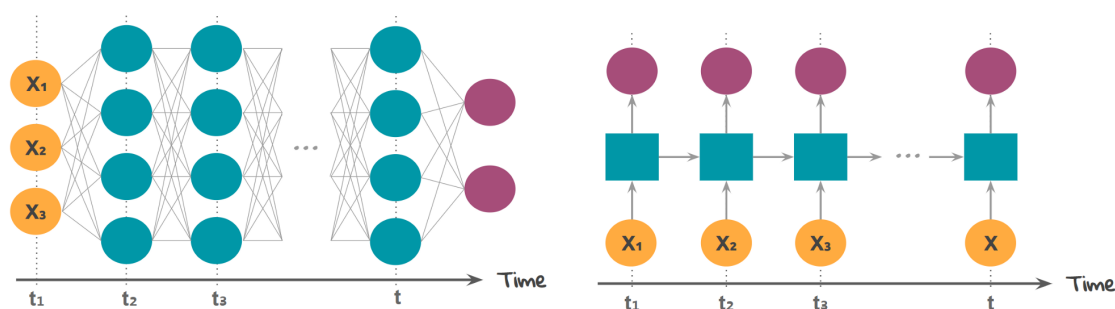 X₁
X₂
X₃
...
Time
t₁ t₂ t₃ t
...
X₁ X₂ X₃ X
Time
t₁ t₂ t₃ t